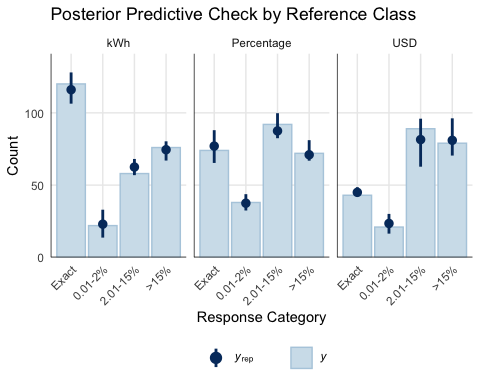 Posterior Predictive Check by Reference Class
kWh Percentage USD
Count
100
50
0
Exact 0.01-2% 2.01-15% >15% Exact 0.01-2% 2.01-15% >15% Exact 0.01-2% 2.01-15% >15%
Response Category
yrep y